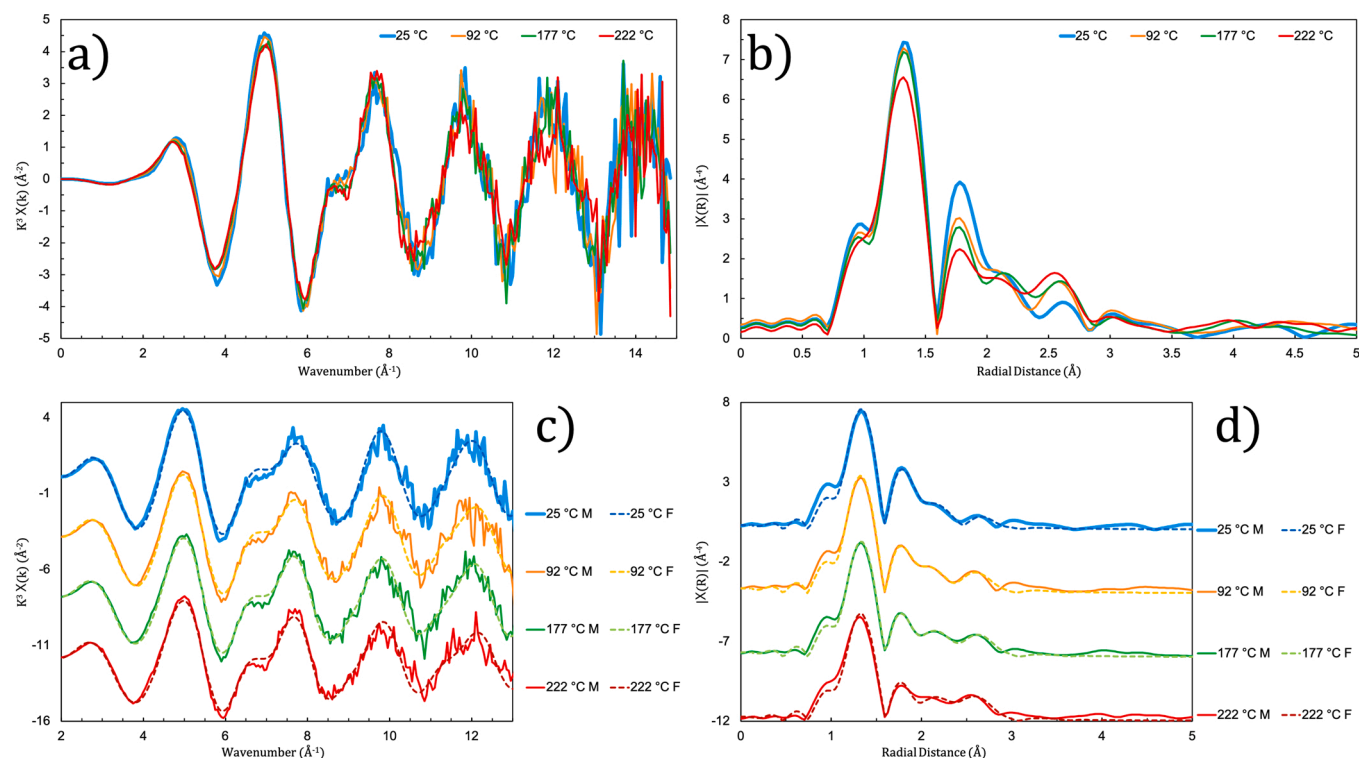 a)
25 °C 92 °C 177 °C 222 °C
5
4
3
2
1
0
-1
-2
-3
-4
-5
K³ X(k) (Å⁻²)
0 2 4 6 8 10 12 14
Wavenumber (Å⁻¹)
b)
25 °C 92 °C 177 °C 222 °C
8
7
6
5
4
3
2
1
0
|X(R)| (Å⁻⁴)
0 0.5 1 1.5 2 2.5 3 3.5 4 4.5 5
Radial Distance (Å)
c)
4
-1
-6
-11
-16
K³ X(k) (Å⁻²)
2 4 6 8 10 12
Wavenumber (Å⁻¹)
25 °C M 25 °C F
92 °C M 92 °C F
177 °C M 177 °C F
222 °C M 222 °C F
d)
8
3
-2
-7
-12
|X(R)| (Å⁻⁴)
0 1 2 3 4 5
Radial Distance (Å)
25 °C M 25 °C F
92 °C M 92 °C F
177 °C M 177 °C F
222 °C M 222 °C F